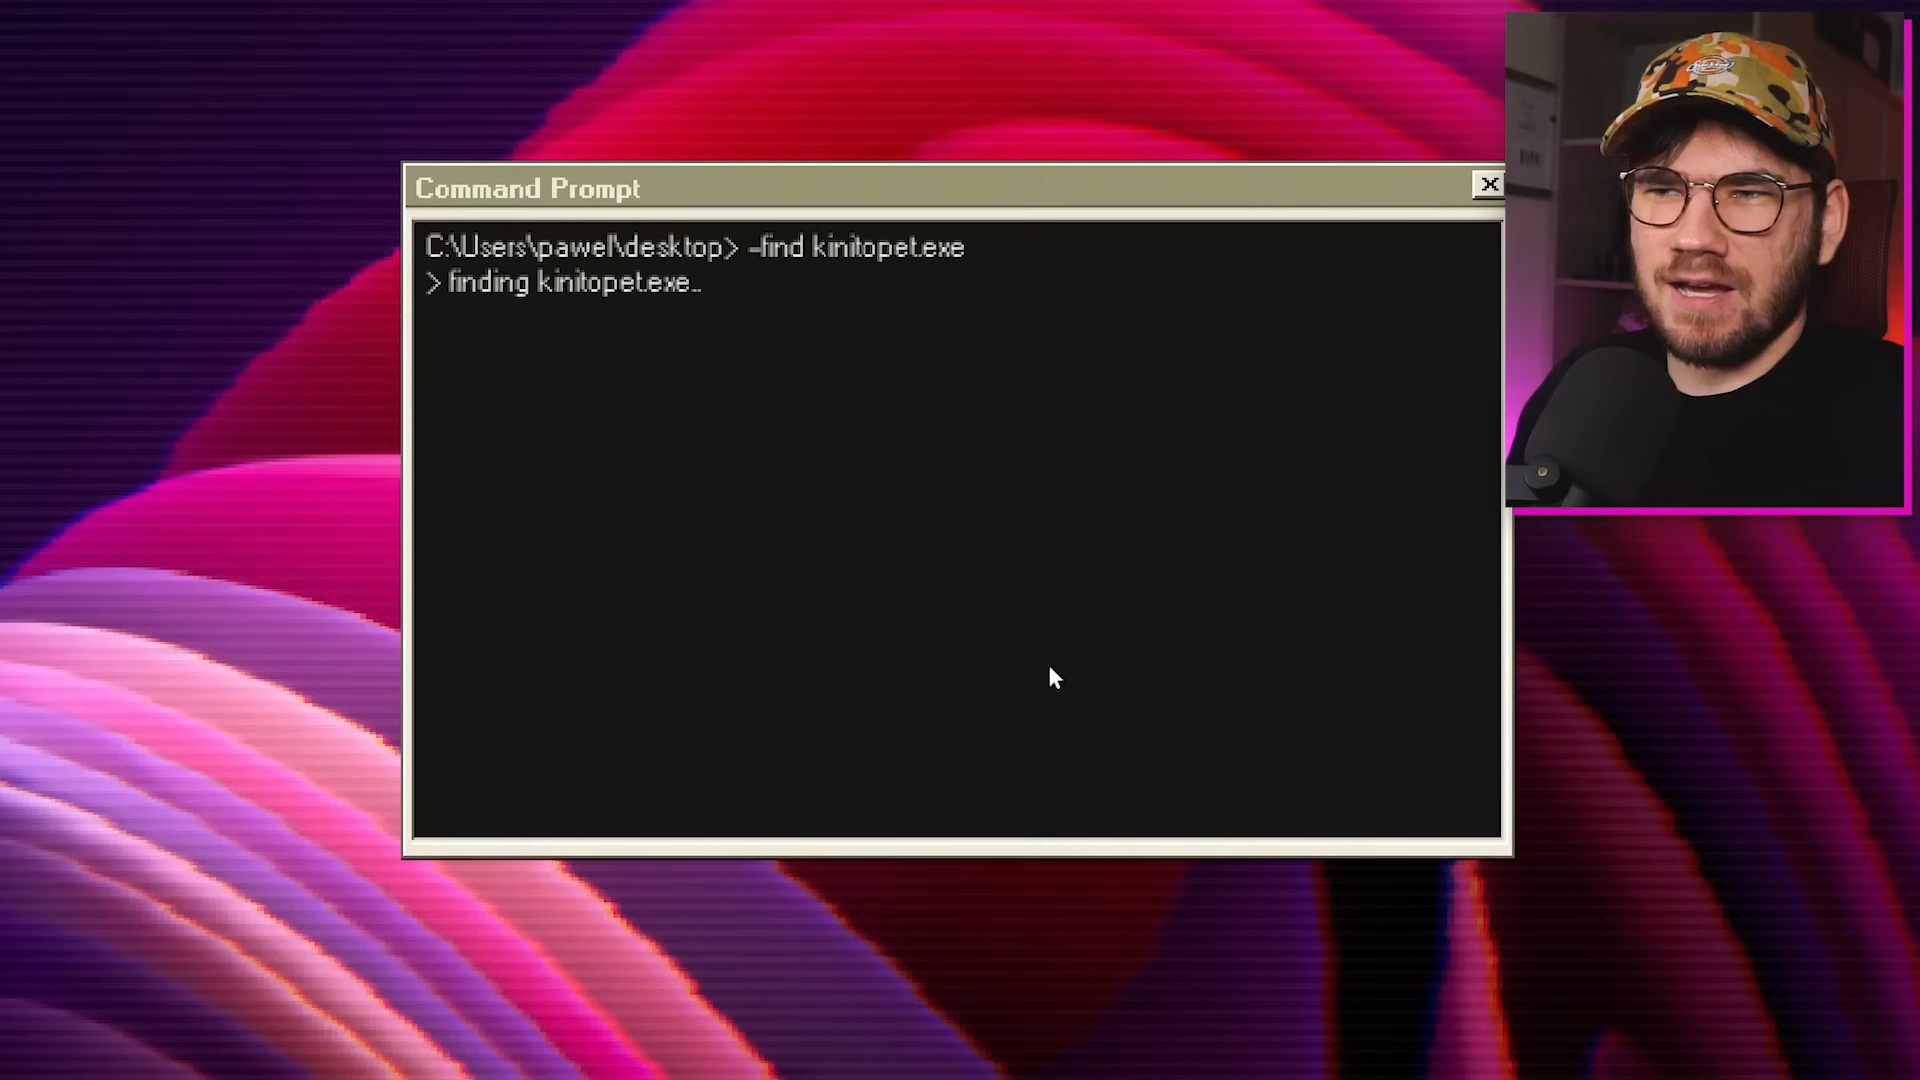 Command Prompt
C:\Users\pawel\desktop> -find kinitopet.exe
> finding kinitopet.exe..